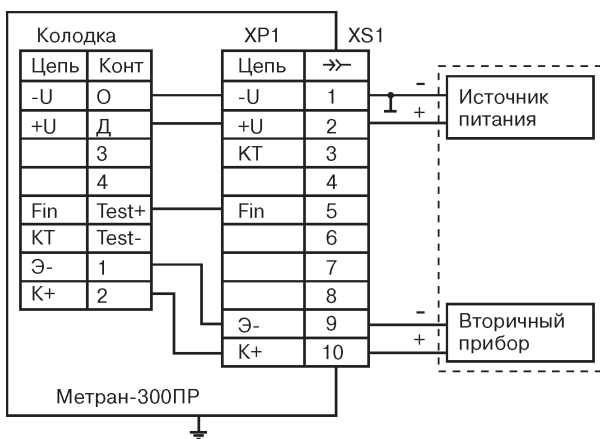 Колодка
XP1
XS1
Цепь Конт
-U О
+U Д
3
4
Fin Test+
КТ Test-
Э- 1
К+ 2
Цепь
-U 1
+U 2
КТ 3
4
Fin 5
6
7
8
Э- 9
К+ 10
- +
Источник
питания
- +
Вторичный
прибор
Метран-300ПР